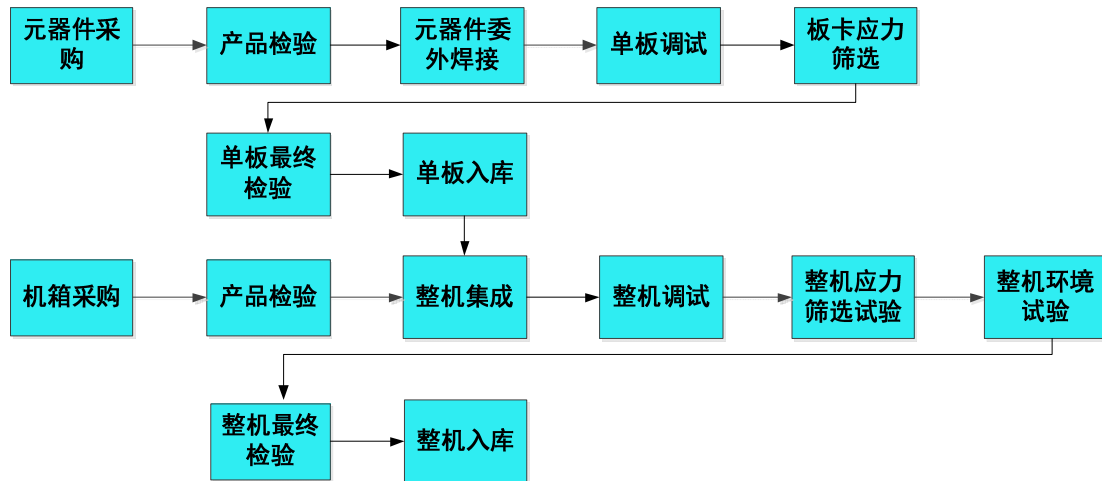 元器件采
购
产品检验
元器件委
外焊接
单板调试
板卡应力
筛选
单板最终
检验
单板入库
机箱采购
产品检验
整机集成
整机调试
整机应力
筛选试验
整机环境
试验
整机最终
检验
整机入库